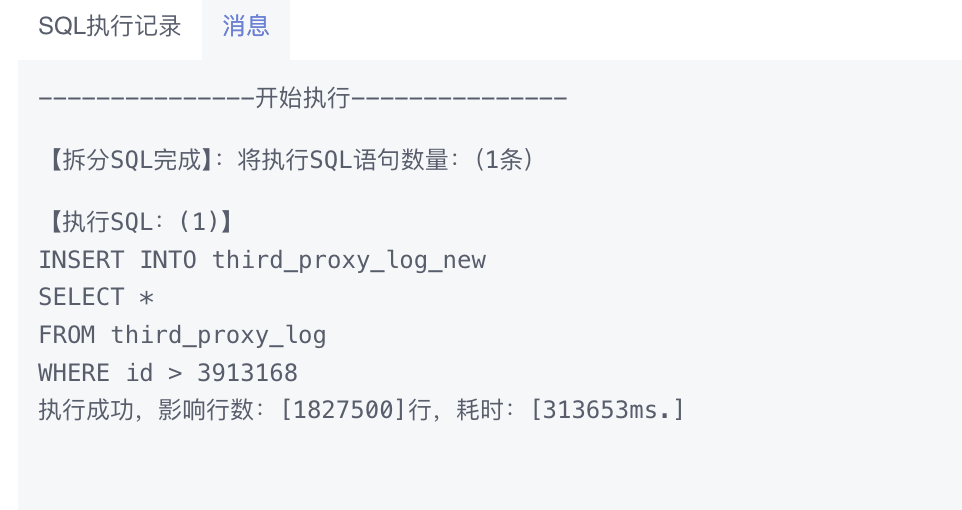 SQL执行记录 消息
---------------开始执行---------------
【拆分SQL完成】：将执行SQL语句数量：(1条)
【执行SQL：(1)】
INSERT INTO third_proxy_log_new
SELECT *
FROM third_proxy_log
WHERE id > 3913168
执行成功，影响行数：[1827500]行，耗时：[313653ms.]